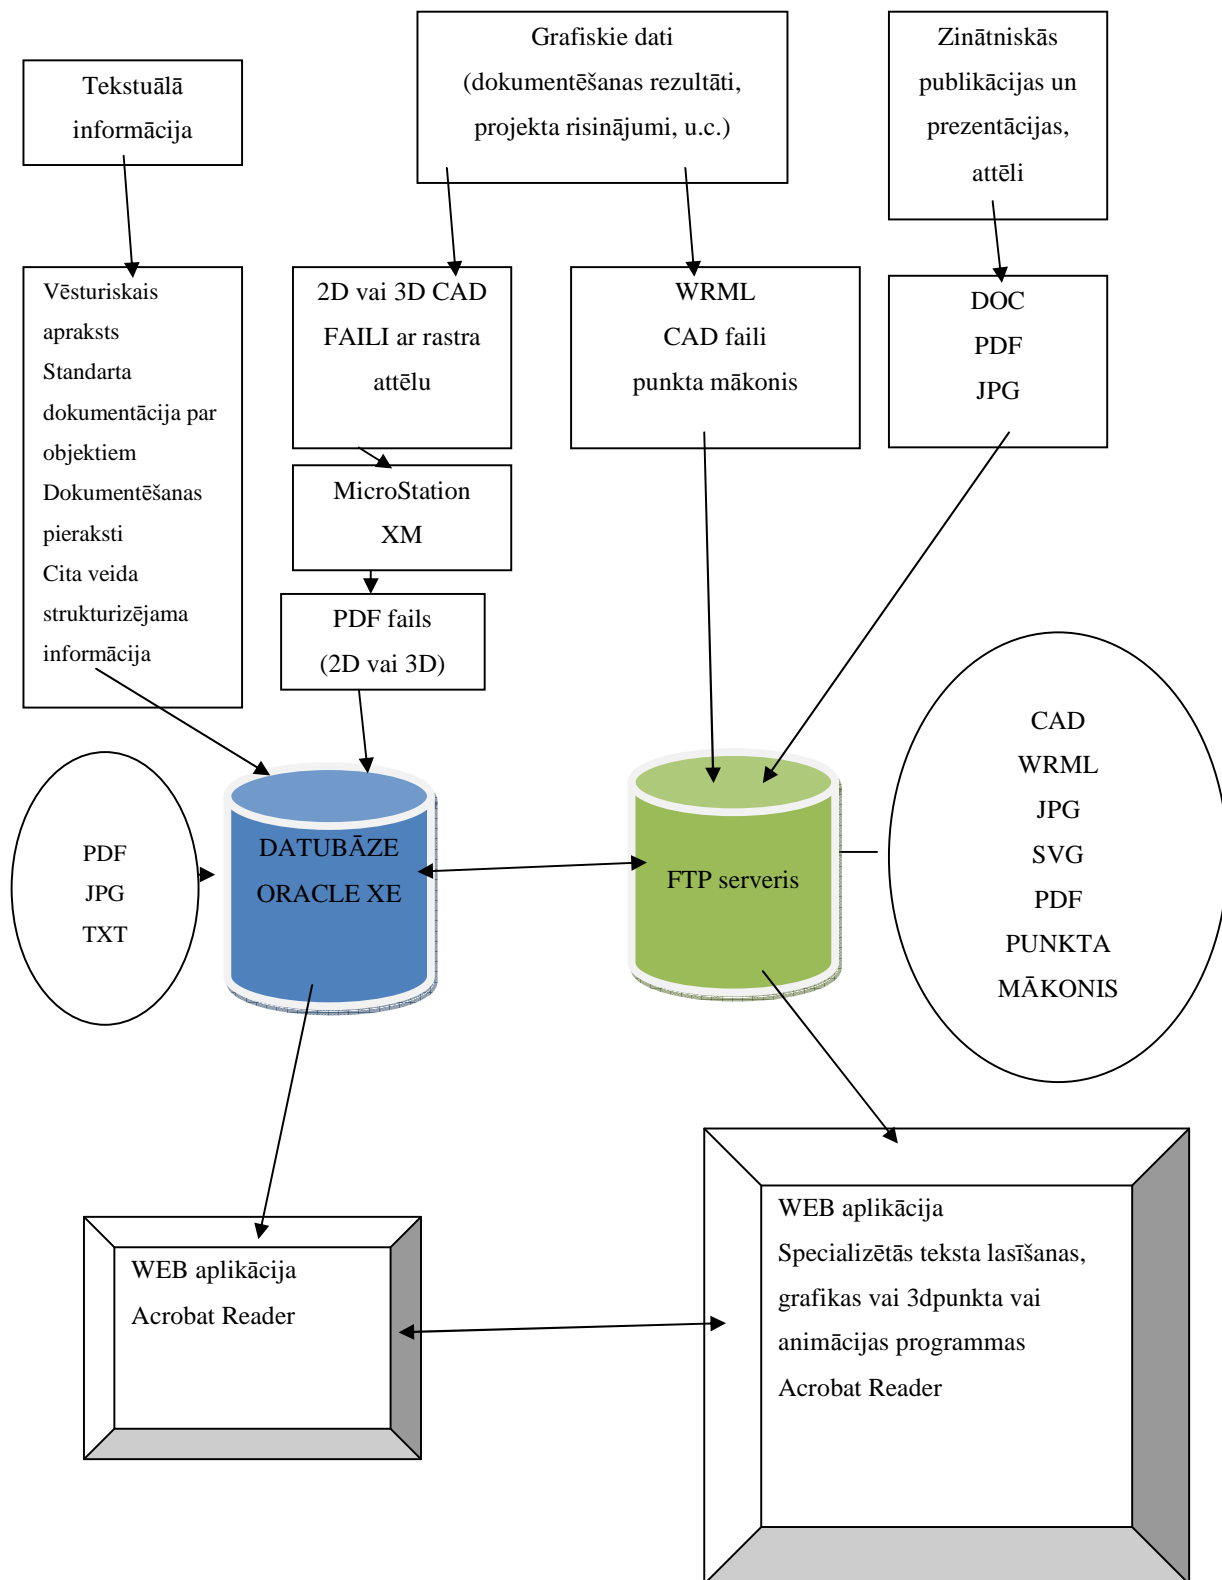 Tekstuālā
informācija
Grafiskie dati
(dokumentēšanas rezultāti,
projekta risinājumi, u.c.)
Zinātniskās
publikācijas un
prezentācijas,
attēli
Vēsturiskais
apraksts
Standarta
dokumentācija par
objektiem
Dokumentēšanas
pieraksti
Cita veida
strukturizējama
informācija
2D vai 3D CAD
FAILI ar rastra
attēlu
WRML
CAD faili
punkta mākonis
DOC
PDF
JPG
MicroStation
XM
PDF fails
(2D vai 3D)
PDF
JPG
TXT
DATUBĀZE
ORACLE XE
FTP serveris
CAD
WRML
JPG
SVG
PDF
PUNKTA
MĀKONIS
WEB aplikācija
Acrobat Reader
WEB aplikācija
Specializētās teksta lasīšanas,
grafikas vai 3dpunkta vai
animācijas programmas
Acrobat Reader